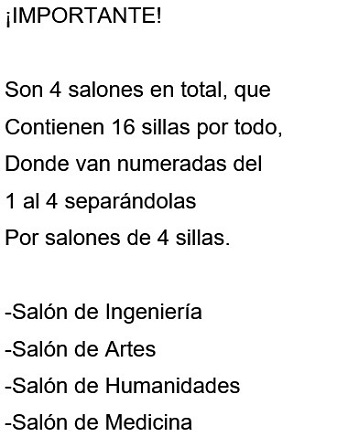 ¡IMPORTANTE!
Son 4 salones en total, que
Contienen 16 sillas por todo,
Donde van numeradas del
1 al 4 separándolas
Por salones de 4 sillas.
-Salón de Ingeniería
-Salón de Artes
-Salón de Humanidades
-Salón de Medicina